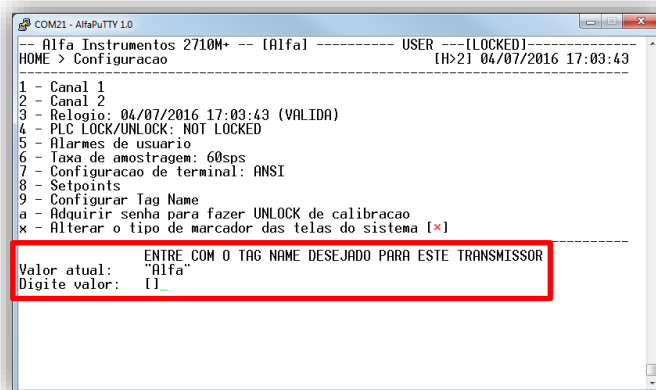 COM21 - AlfaPuTTY 1.0
-- Alfa Instrumentos 2710M+ -- [Alfa] ---------- USER ---[LOCKED]---------------
HOME > Configuracao [H>2] 04/07/2016 17:03:43
--------------------------------------------------------------------------------
1 - Canal 1
2 - Canal 2
3 - Relogio: 04/07/2016 17:03:43 (VALIDA)
4 - PLC LOCK/UNLOCK: NOT LOCKED
5 - Alarmes de usuario
6 - Taxa de amostragem: 60sps
7 - Configuracao de terminal: ANSI
8 - Setpoints
9 - Configurar Tag Name
a - Adquirir senha para fazer UNLOCK de calibracao
x - Alterar o tipo de marcador das telas do sistema [×]
--------------------------------------------------------------------------------
ENTRE COM O TAG NAME DESEJADO PARA ESTE TRANSMISSOR
Valor atual: "Alfa"
Digite valor: []_